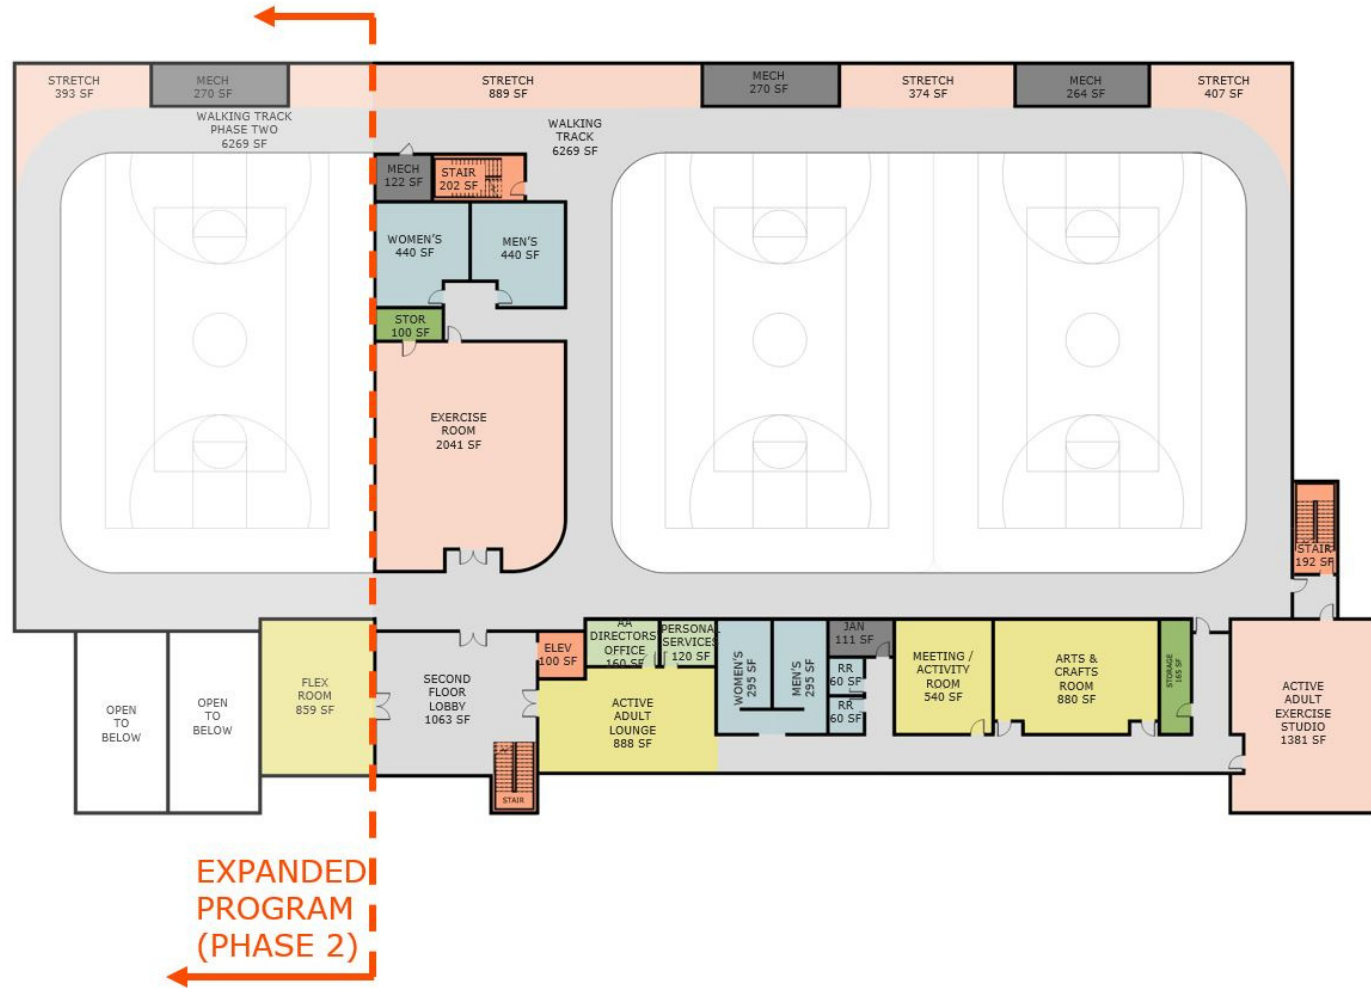 STRETCH
393 SF
MECH
270 SF
STRETCH
889 SF
MECH
270 SF
STRETCH
374 SF
MECH
264 SF
STRETCH
407 SF
WALKING TRACK
PHASE TWO
6269 SF
WALKING
TRACK
6269 SF
MECH
122 SF
STAIR
202 SF
WOMEN'S
440 SF
MEN'S
440 SF
STOR
100 SF
EXERCISE
ROOM
2041 SF
STAIR
192 SF
OPEN
TO
BELOW
OPEN
TO
BELOW
FLEX
ROOM
859 SF
SECOND
FLOOR
LOBBY
1063 SF
ELEV
100 SF
STAIR
AA
DIRECTORS
OFFICE
160 SF
PERSONAL
SERVICES
120 SF
ACTIVE
ADULT
LOUNGE
888 SF
WOMEN'S
295 SF
MEN'S
295 SF
JAN
111 SF
RR
60 SF
RR
60 SF
MEETING /
ACTIVITY
ROOM
540 SF
ARTS &
CRAFTS
ROOM
880 SF
STORAGE
165 SF
ACTIVE
ADULT
EXERCISE
STUDIO
1381 SF
EXPANDED
PROGRAM
(PHASE 2)